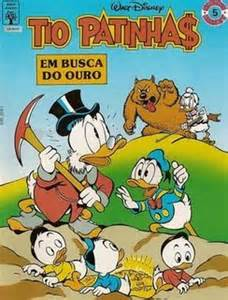 WALT DISNEY
TIO PATINHA$
5
EM BUSCA
DO OURO